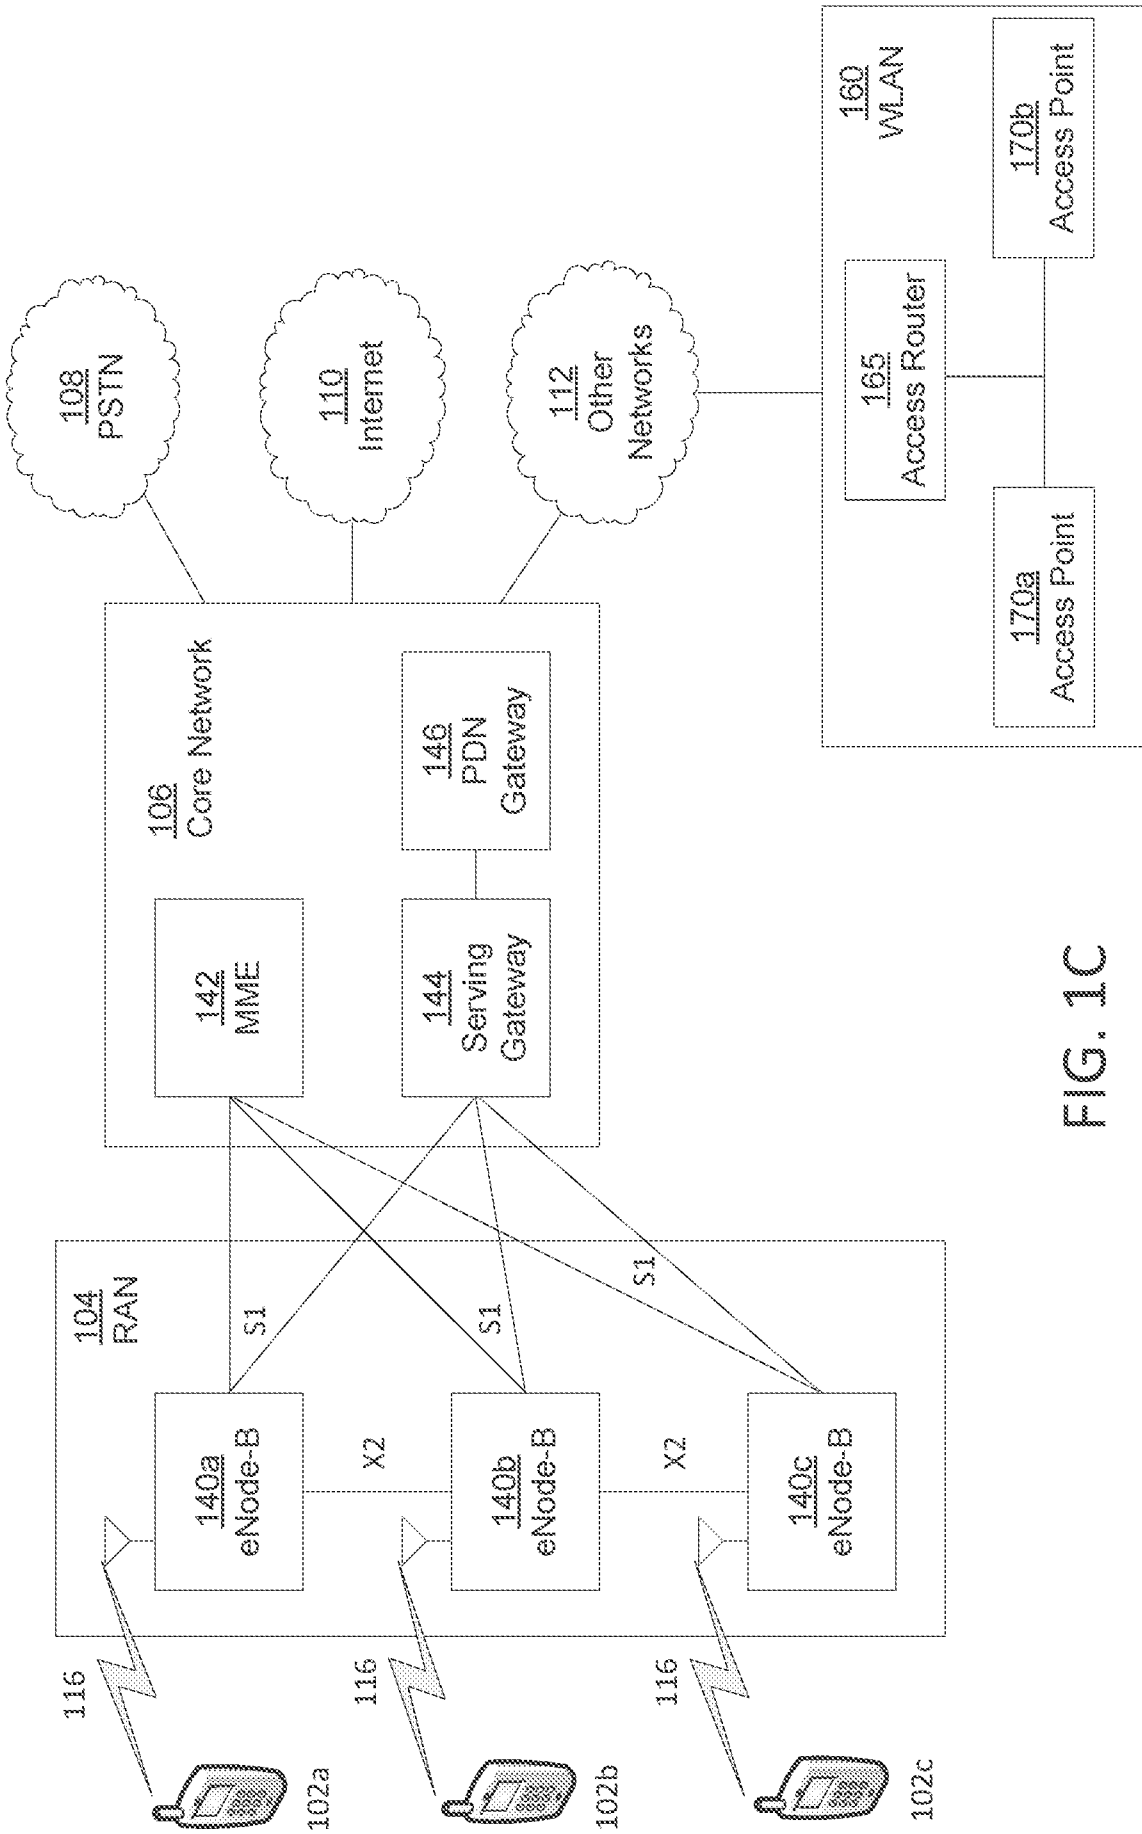 104
RAN
106
Core Network
108
PSTN
116
140a
eNode-B
S1
142
MME
102a
X2
110
Internet
116
140b
eNode-B
S1
144
Serving
Gateway
146
PDN
Gateway
102b
X2
112
Other
Networks
116
140c
eNode-B
S1
102c
160
WLAN
165
Access Router
170a
Access Point
170b
Access Point
FIG. 1C